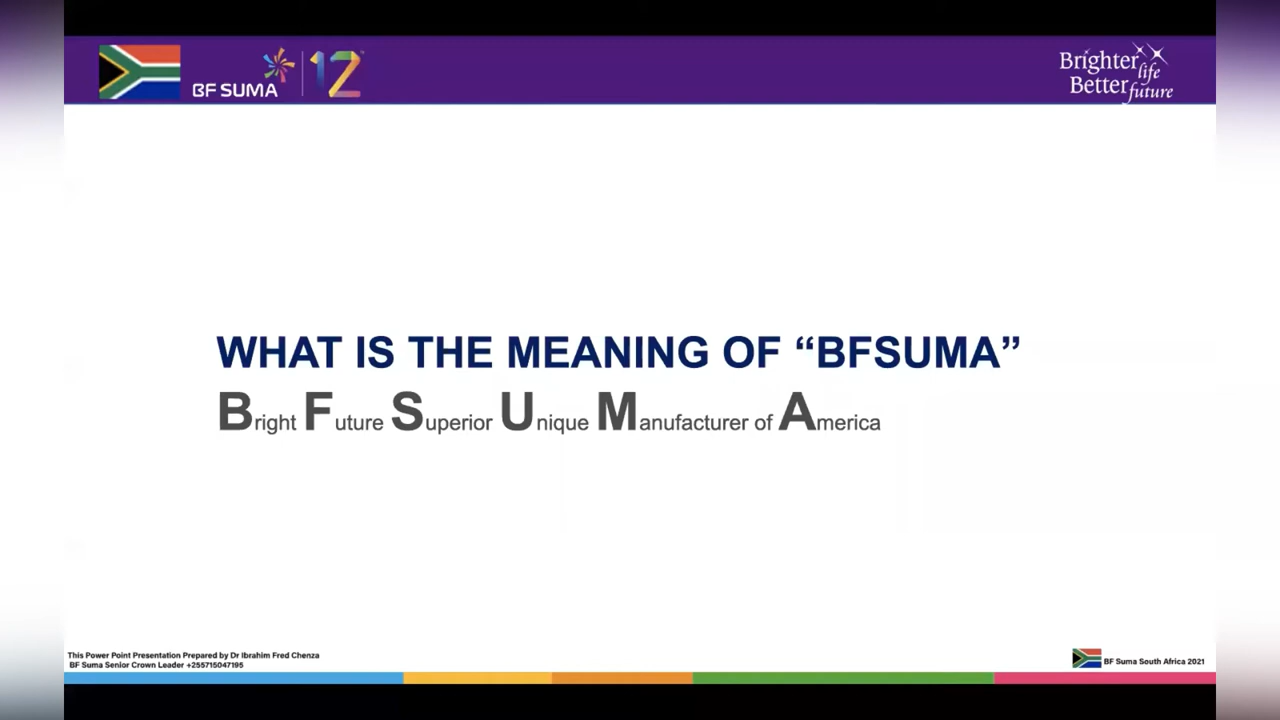 BF SUMA 12
Brighter life
Better future
WHAT IS THE MEANING OF “BFSUMA”
Bright Future Superior Unique Manufacturer of America
This Power Point Presentation Prepared by Dr Ibrahim Fred Chenza
BF Suma Senior Crown Leader +255715047195
BF Suma South Africa 2021